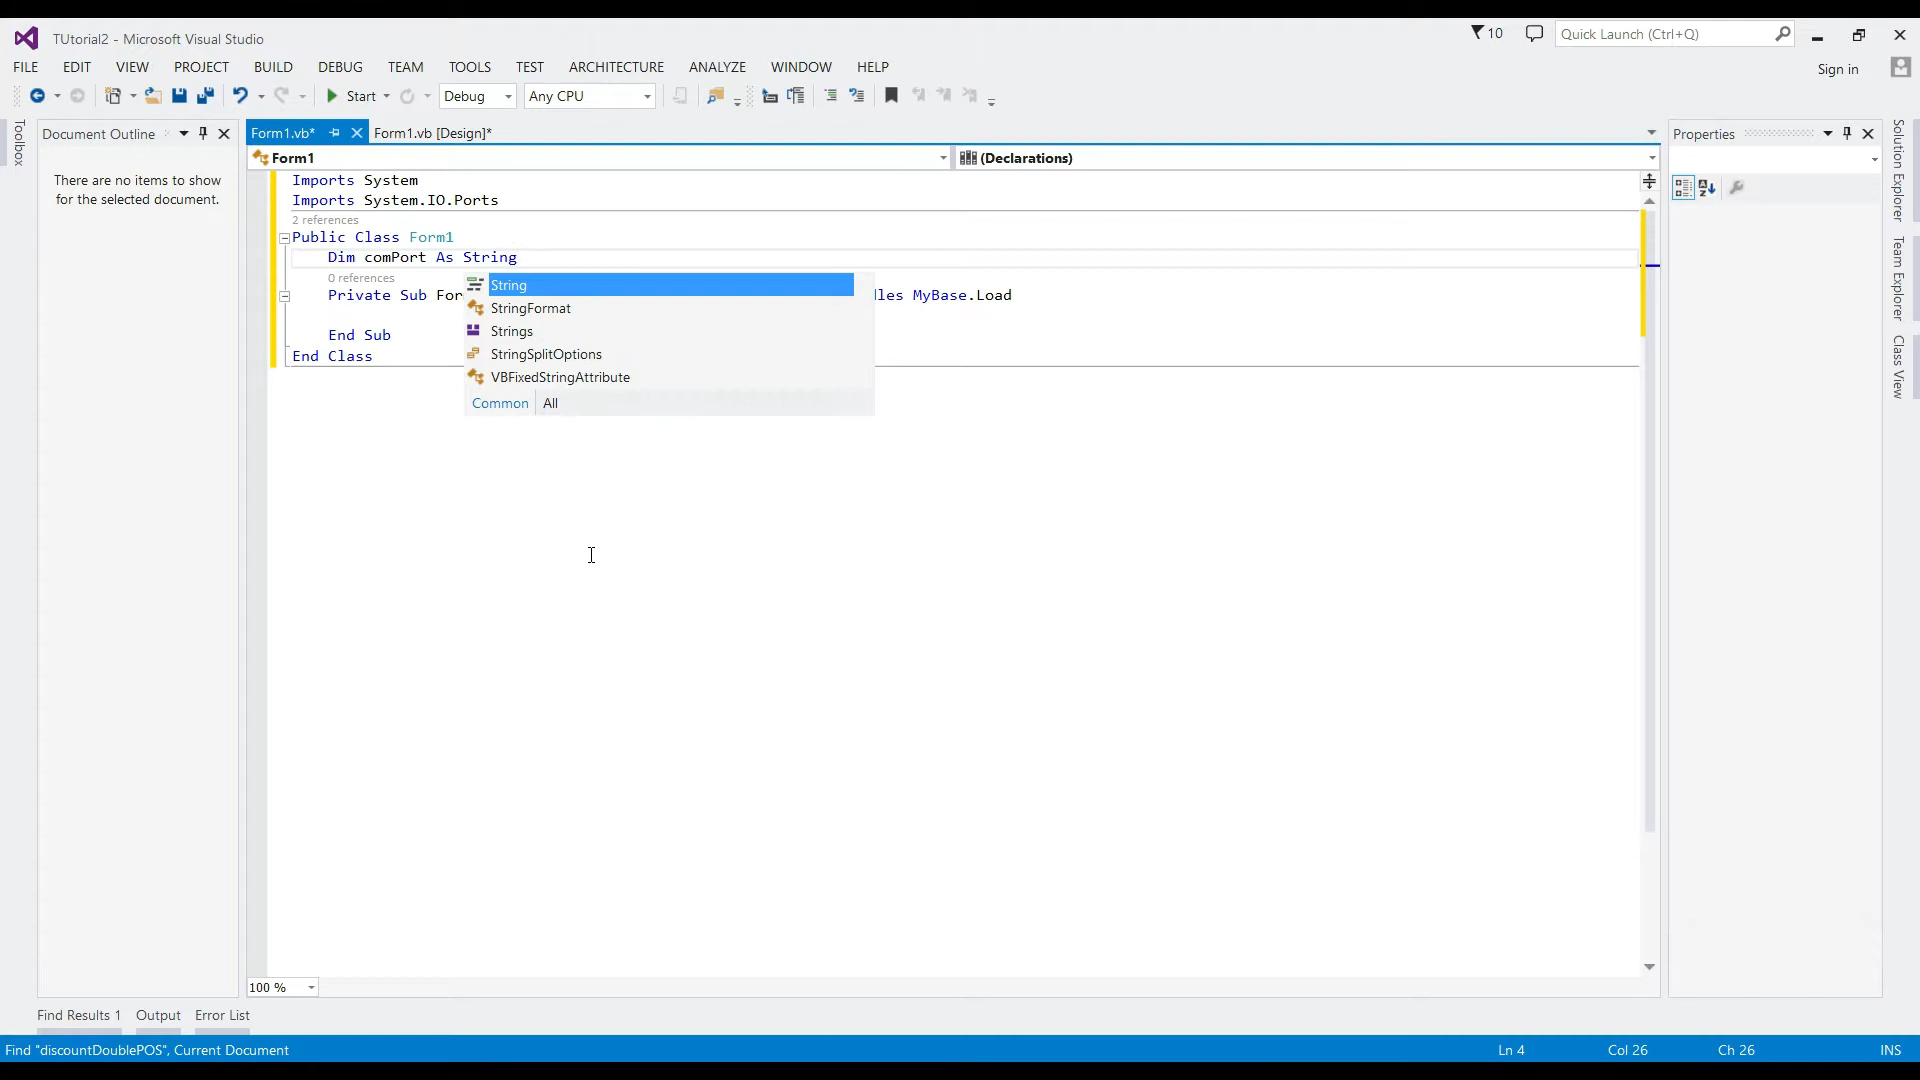 TUtorial2 - Microsoft Visual Studio
10
Quick Launch (Ctrl+Q)
FILE EDIT VIEW PROJECT BUILD DEBUG TEAM TOOLS TEST ARCHITECTURE ANALYZE WINDOW HELP
Sign in
Start Debug Any CPU
Toolbox
Document Outline
There are no items to show
for the selected document.
Form1.vb* Form1.vb [Design]*
Form1 (Declarations)
Imports System
Imports System.IO.Ports
2 references
Public Class Form1
Dim comPort As String
0 references
Private Sub For lles MyBase.Load
End Sub
End Class
String
StringFormat
Strings
StringSplitOptions
VBFixedStringAttribute
Common All
100 %
Properties
Solution Explorer
Team Explorer
Class View
Find Results 1 Output Error List
Find "discountDoublePOS", Current Document Ln 4 Col 26 Ch 26 INS